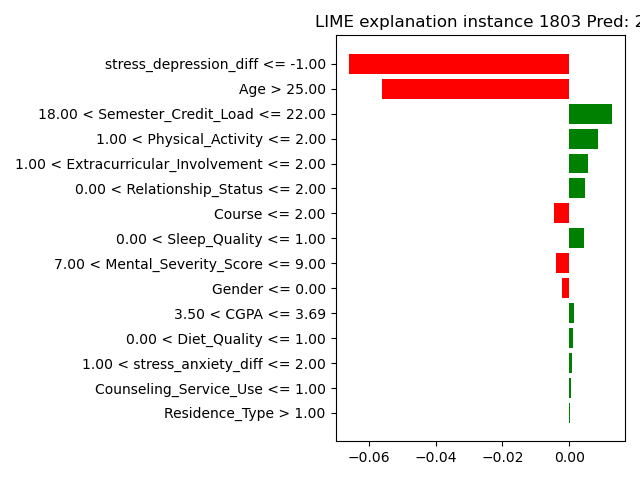 LIME explanation instance 1803 Pred: 2
stress_depression_diff <= -1.00
Age > 25.00
18.00 < Semester_Credit_Load <= 22.00
1.00 < Physical_Activity <= 2.00
1.00 < Extracurricular_Involvement <= 2.00
0.00 < Relationship_Status <= 2.00
Course <= 2.00
0.00 < Sleep_Quality <= 1.00
7.00 < Mental_Severity_Score <= 9.00
Gender <= 0.00
3.50 < CGPA <= 3.69
0.00 < Diet_Quality <= 1.00
1.00 < stress_anxiety_diff <= 2.00
Counseling_Service_Use <= 1.00
Residence_Type > 1.00
−0.06 −0.04 −0.02 0.00